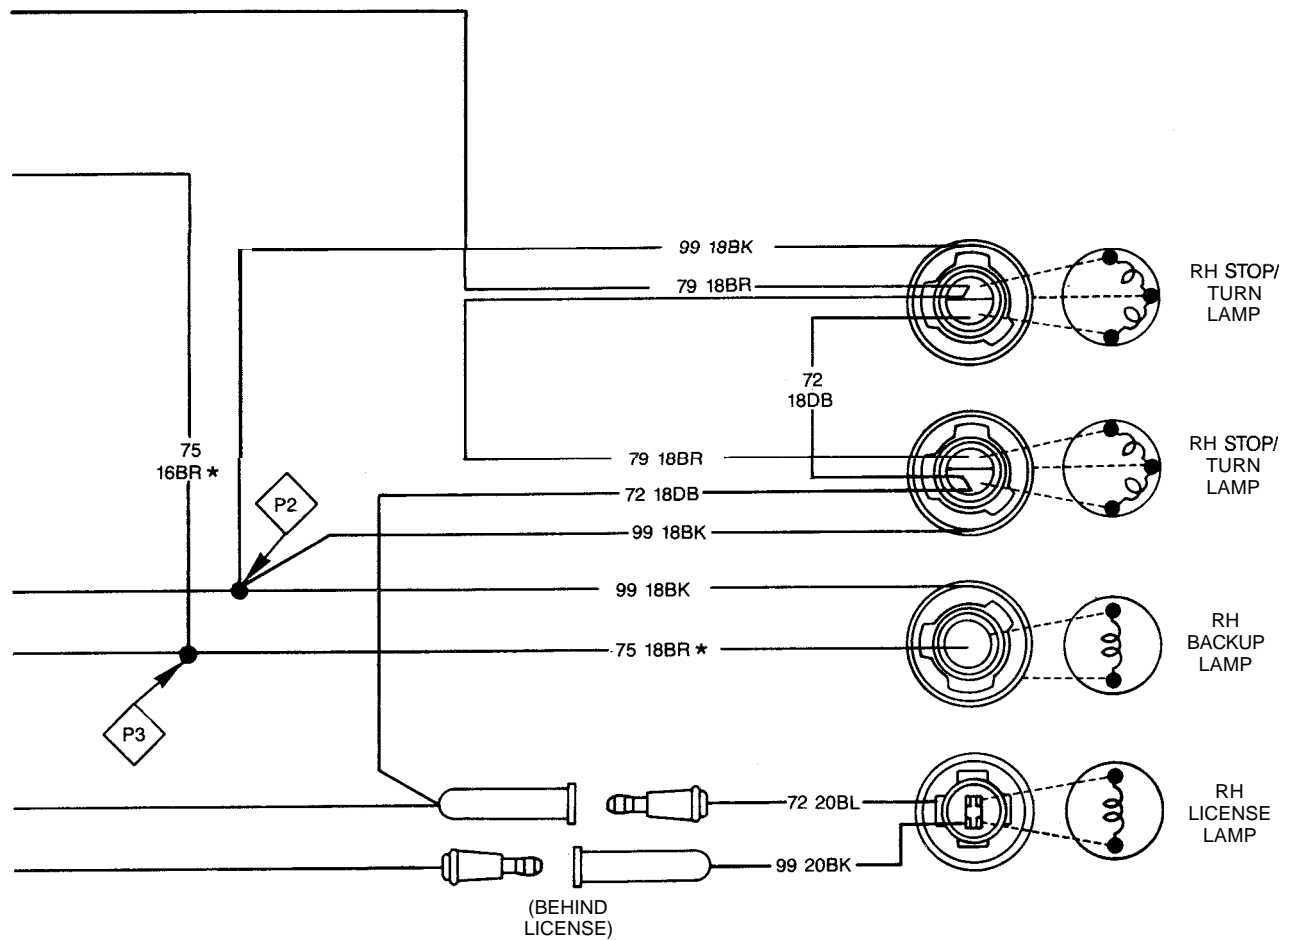 99 18BK
79 18BR
RH STOP/
TURN
LAMP
72
18DB
75
16BR ★
79 18BR
RH STOP/
TURN
LAMP
P2
72 18DB
99 18BK
99 18BK
RH
BACKUP
LAMP
75 18BR ★
P3
72 20BL
RH
LICENSE
LAMP
99 20BK
(BEHIND
LICENSE)